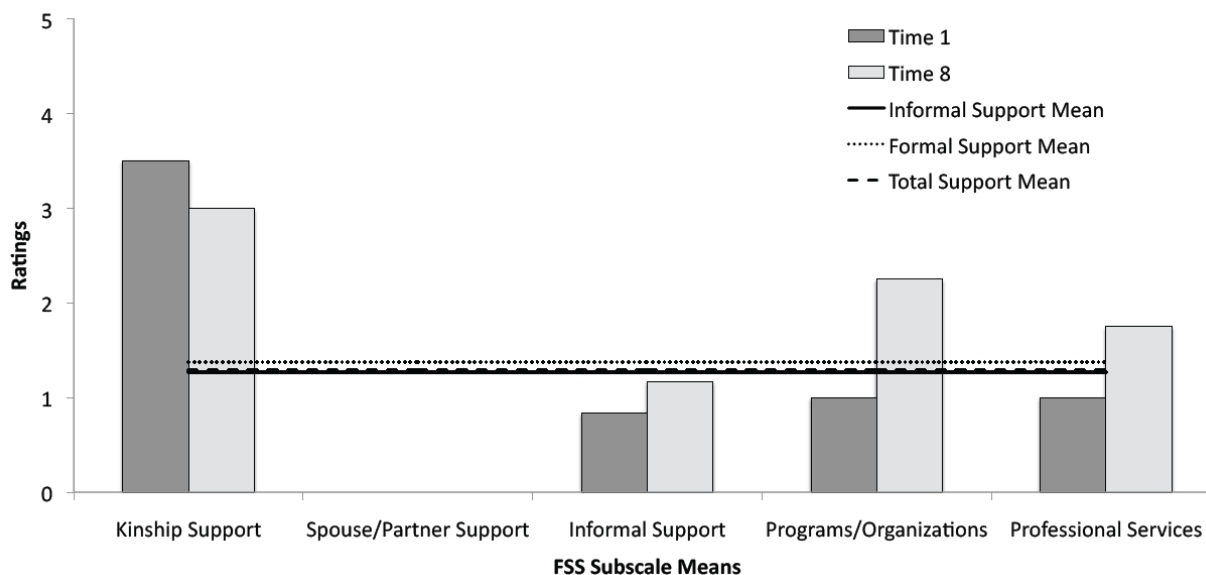 5
4
3
2
1
0
Ratings
Time 1
Time 8
Informal Support Mean
Formal Support Mean
Total Support Mean
Kinship Support
Spouse/Partner Support
Informal Support
Programs/Organizations
Professional Services
FSS Subscale Means